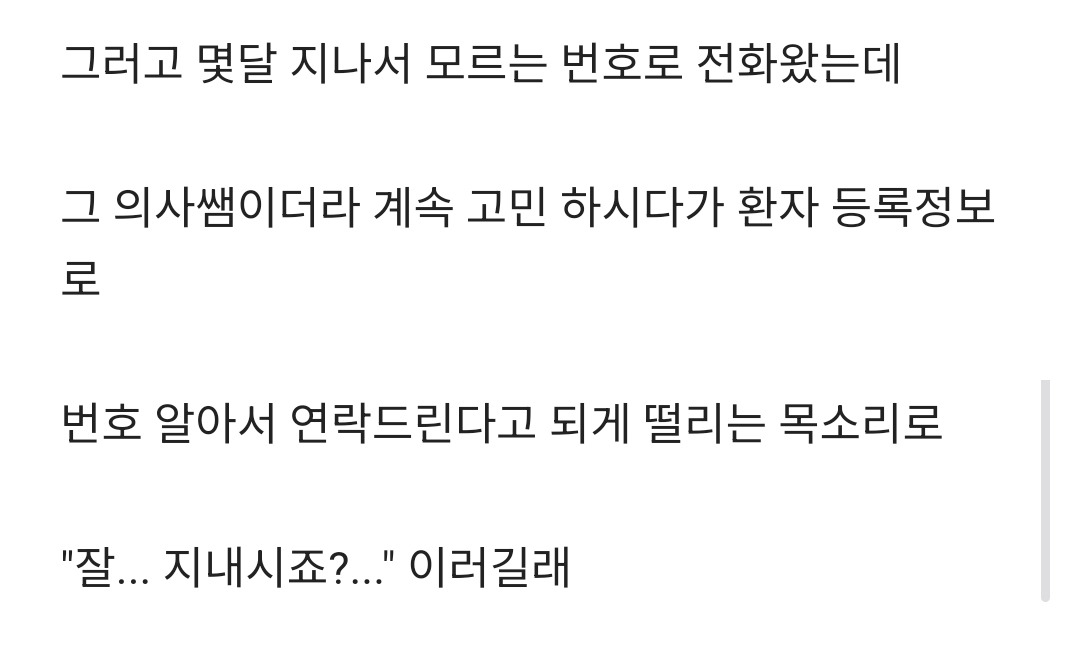 그러고 몇달 지나서 모르는 번호로 전화왔는데
그 의사쌤이더라 계속 고민 하시다가 환자 등록정보
로
번호 알아서 연락드린다고 되게 떨리는 목소리로
"잘... 지내시죠?..." 이러길래